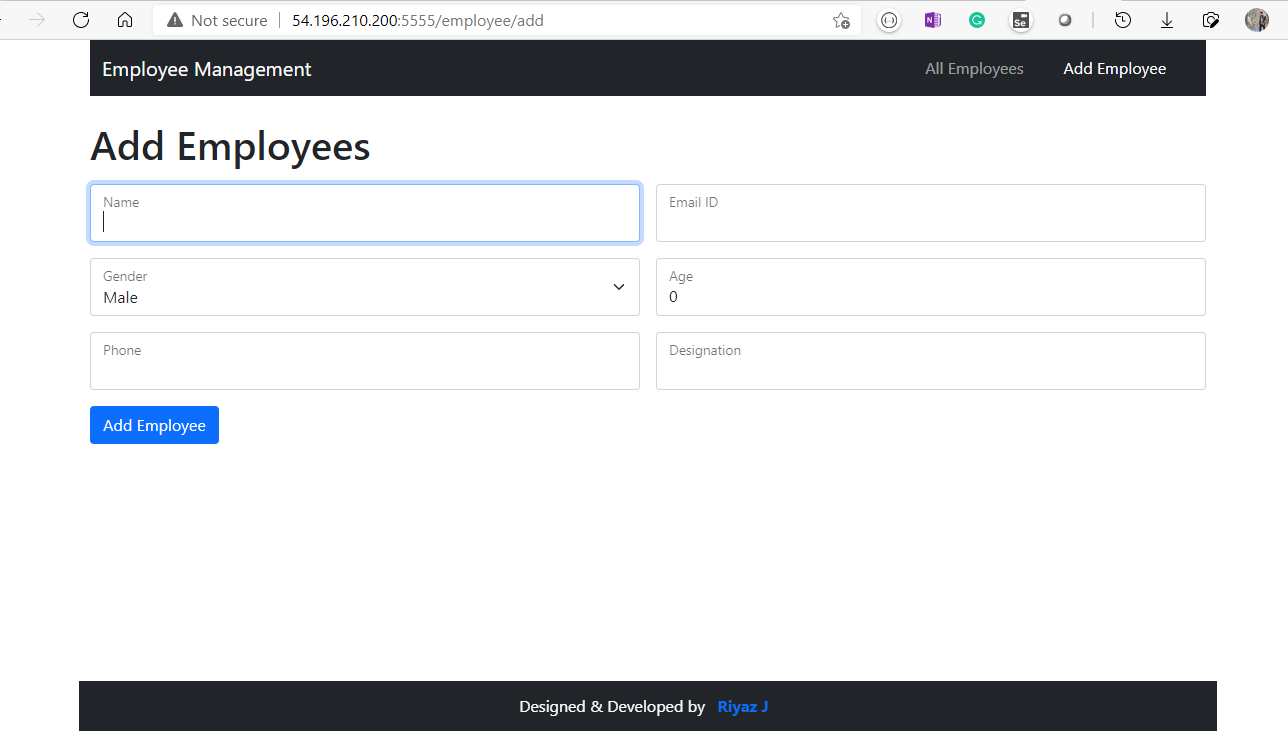 Not secure 54.196.210.200:5555/employee/add
Employee Management All Employees Add Employee
Add Employees
Name Email ID
Gender Age
Male 0
Phone Designation
Add Employee
Designed & Developed by Riyaz J